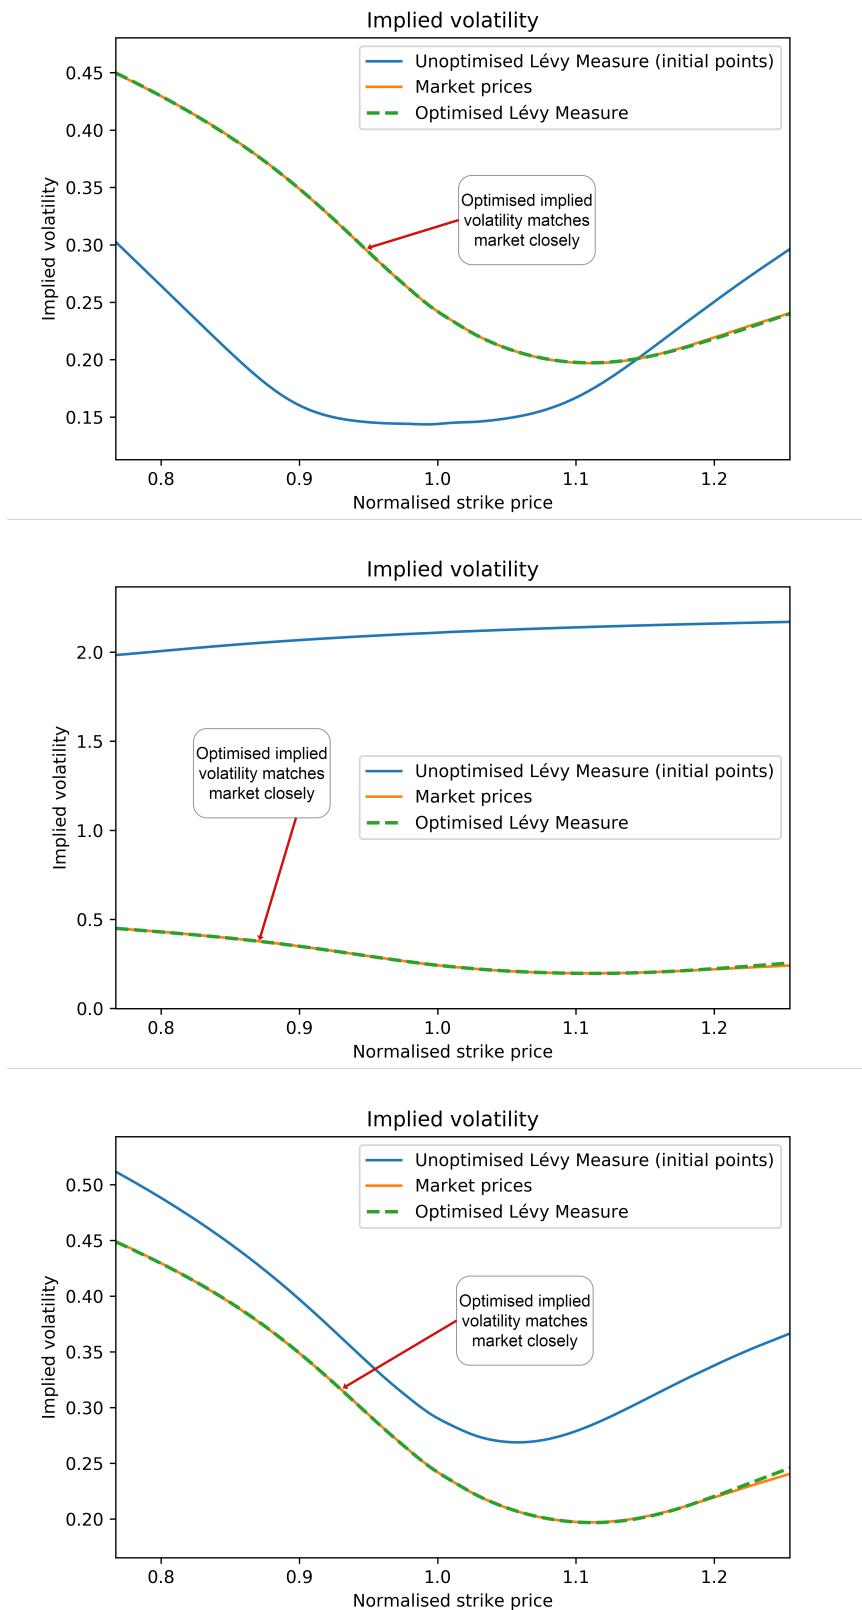 Implied volatility
Unoptimised Lévy Measure (initial points)
Market prices
Optimised Lévy Measure
Optimised implied
volatility matches
market closely
Implied volatility
0.45
0.40
0.35
0.30
0.25
0.20
0.15
0.8 0.9 1.0 1.1 1.2
Normalised strike price
Implied volatility
Optimised implied
volatility matches
market closely
Unoptimised Lévy Measure (initial points)
Market prices
Optimised Lévy Measure
Implied volatility
2.0
1.5
1.0
0.5
0.0
0.8 0.9 1.0 1.1 1.2
Normalised strike price
Implied volatility
Unoptimised Lévy Measure (initial points)
Market prices
Optimised Lévy Measure
Optimised implied
volatility matches
market closely
Implied volatility
0.50
0.45
0.40
0.35
0.30
0.25
0.20
0.8 0.9 1.0 1.1 1.2
Normalised strike price